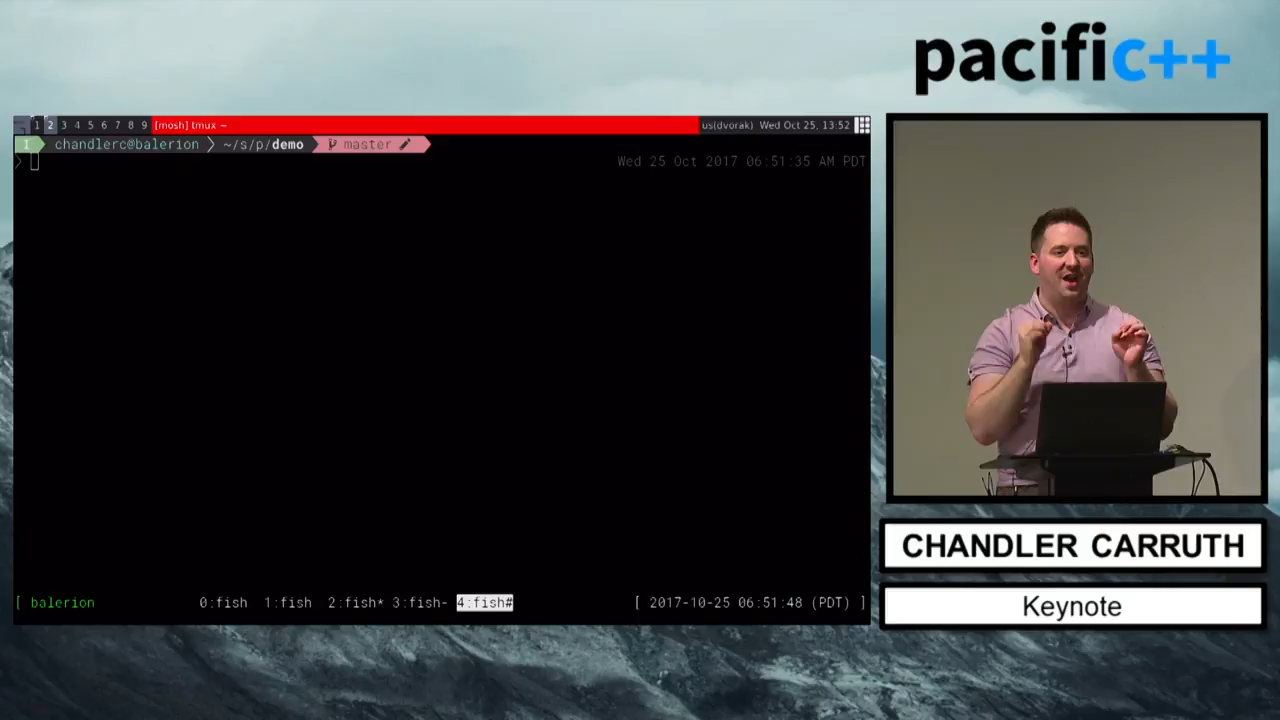 pacific++
1 2 3 4 5 6 7 8 9 [mosh] tmux ~ us(dvorak) Wed Oct 25, 13:52
I chandlerc@balerion ~/s/p/demo master
Wed 25 Oct 2017 06:51:35 AM PDT
[ balerion 0:fish 1:fish 2:fish* 3:fish- 4:fish# [ 2017-10-25 06:51:48 (PDT) ]
CHANDLER CARRUTH
Keynote